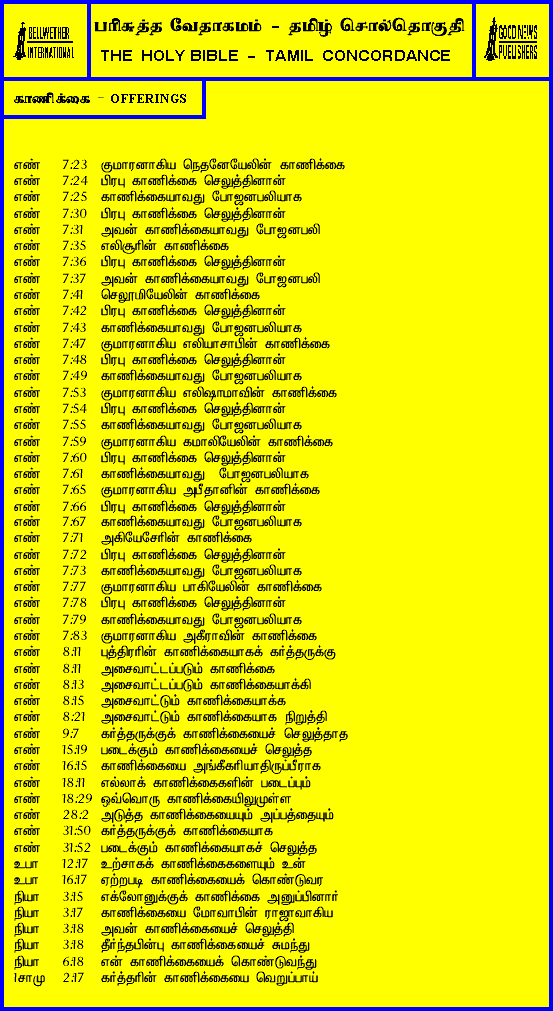 BELLWETHER
INTERNATIONAL
பரிசுத்த வேதாகமம் - தமிழ் சொல்தொகுதி
THE HOLY BIBLE - TAMIL CONCORDANCE
GOOD NEWS
PUBLISHERS
காணிக்கை - OFFERINGS
எண் 7:23 குமாரனாகிய நெதனேயேலின் காணிக்கை
எண் 7:24 பிரபு காணிக்கை செலுத்தினான்
எண் 7:25 காணிக்கையாவது போஜனபலியாக
எண் 7:30 பிரபு காணிக்கை செலுத்தினான்
எண் 7:31 அவன் காணிக்கையாவது போஜனபலி
எண் 7:35 எலிசூரின் காணிக்கை
எண் 7:36 பிரபு காணிக்கை செலுத்தினான்
எண் 7:37 அவன் காணிக்கையாவது போஜனபலி
எண் 7:41 செலூமியேலின் காணிக்கை
எண் 7:42 பிரபு காணிக்கை செலுத்தினான்
எண் 7:43 காணிக்கையாவது போஜனபலியாக
எண் 7:47 குமாரனாகிய எலியாசாபின் காணிக்கை
எண் 7:48 பிரபு காணிக்கை செலுத்தினான்
எண் 7:49 காணிக்கையாவது போஜனபலியாக
எண் 7:53 குமாரனாகிய எலிஷாமாவின் காணிக்கை
எண் 7:54 பிரபு காணிக்கை செலுத்தினான்
எண் 7:55 காணிக்கையாவது போஜனபலியாக
எண் 7:59 குமாரனாகிய கமாலியேலின் காணிக்கை
எண் 7:60 பிரபு காணிக்கை செலுத்தினான்
எண் 7:61 காணிக்கையாவது போஜனபலியாக
எண் 7:65 குமாரனாகிய அபீதானின் காணிக்கை
எண் 7:66 பிரபு காணிக்கை செலுத்தினான்
எண் 7:67 காணிக்கையாவது போஜனபலியாக
எண் 7:71 அகியேசேரின் காணிக்கை
எண் 7:72 பிரபு காணிக்கை செலுத்தினான்
எண் 7:73 காணிக்கையாவது போஜனபலியாக
எண் 7:77 குமாரனாகிய பாகியேலின் காணிக்கை
எண் 7:78 பிரபு காணிக்கை செலுத்தினான்
எண் 7:79 காணிக்கையாவது போஜனபலியாக
எண் 7:83 குமாரனாகிய அகீராவின் காணிக்கை
எண் 8:11 புத்திரரின் காணிக்கையாகக் கர்த்தருக்கு
எண் 8:11 அசைவாட்டப்படும் காணிக்கை
எண் 8:13 அசைவாட்டப்படும் காணிக்கையாக்கி
எண் 8:15 அசைவாட்டும் காணிக்கையாக்க
எண் 8:21 அசைவாட்டும் காணிக்கையாக நிறுத்தி
எண் 9:7 கர்த்தருக்குக் காணிக்கையைச் செலுத்தாத
எண் 15:19 படைக்கும் காணிக்கையைச் செலுத்த
எண் 16:15 காணிக்கையை அங்கீகரியாதிருப்பீராக
எண் 18:11 எல்லாக் காணிக்கைகளின் படைப்பும்
எண் 18:29 ஒவ்வொரு காணிக்கையிலுமுள்ள
எண் 28:2 அடுத்த காணிக்கையையும் அப்பத்தையும்
எண் 31:50 கர்த்தருக்குக் காணிக்கையாக
எண் 31:52 படைக்கும் காணிக்கையாகச் செலுத்த
உபா 12:17 உற்சாகக் காணிக்கைகளையும் உன்
உபா 16:17 ஏற்றபடி காணிக்கையைக் கொண்டுவர
நியா 3:15 எக்லோனுக்குக் காணிக்கை அனுப்பினார்
நியா 3:17 காணிக்கையை மோவாபின் ராஜாவாகிய
நியா 3:18 அவன் காணிக்கையைச் செலுத்தி
நியா 3:18 தீர்ந்தபின்பு காணிக்கையைச் சுமந்து
நியா 6:18 என் காணிக்கையைக் கொண்டுவந்து
1சாமு 2:17 கர்த்தரின் காணிக்கையை வெறுப்பாய்